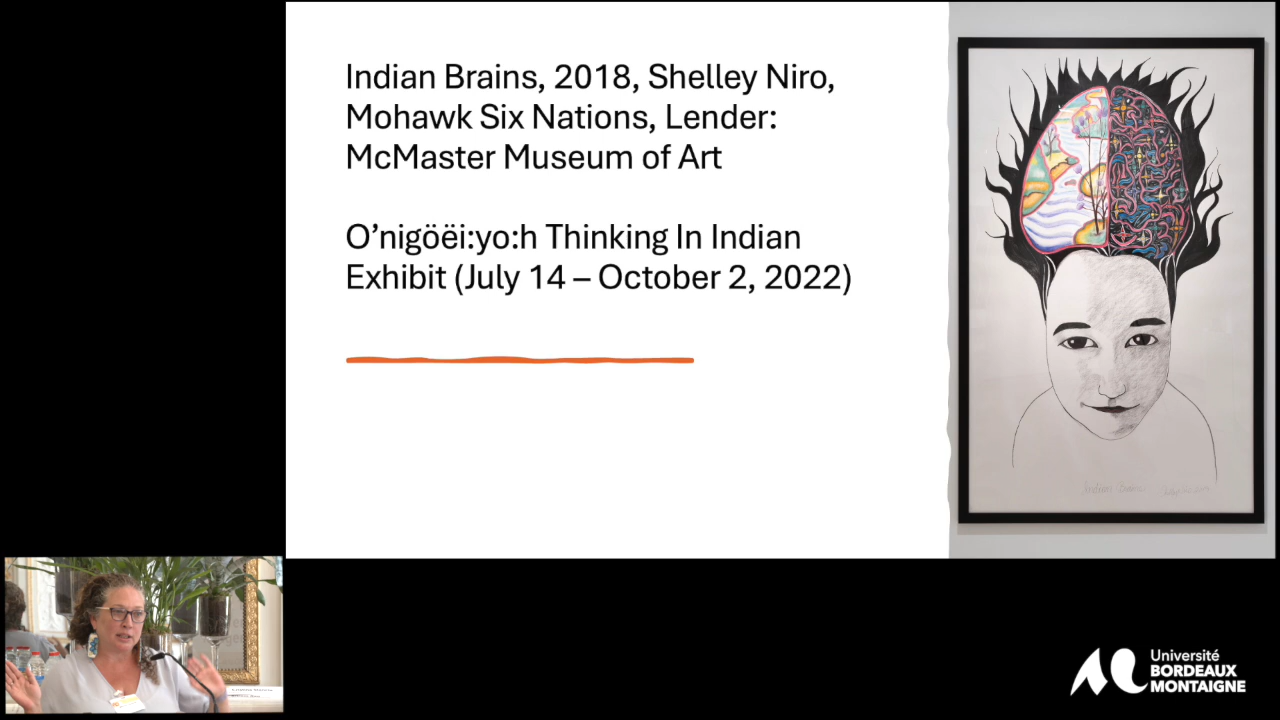 Indian Brains, 2018, Shelley Niro,
Mohawk Six Nations, Lender:
McMaster Museum of Art
O’nigöëi:yo:h Thinking In Indian
Exhibit (July 14 – October 2, 2022)
Université
BORDEAUX
MONTAIGNE